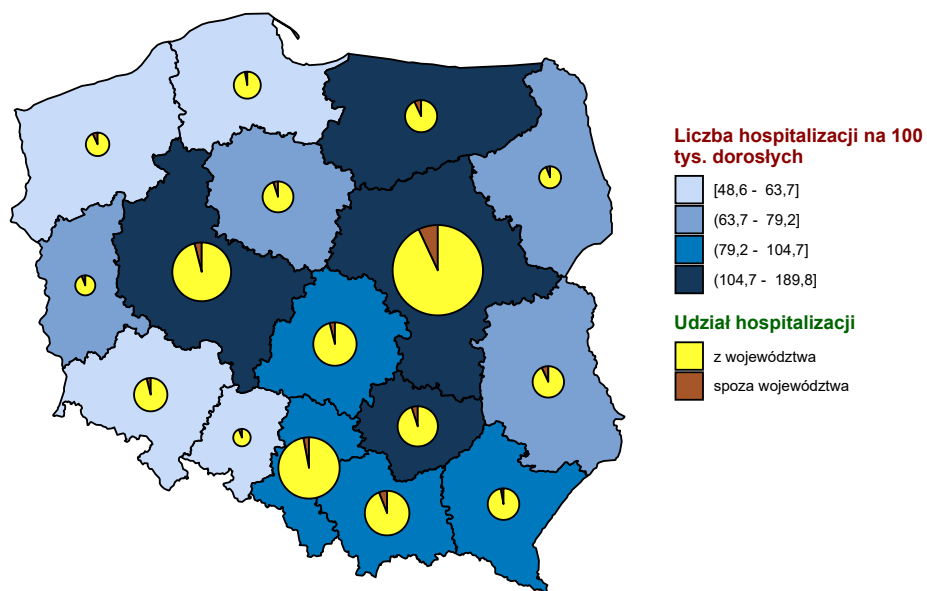 Liczba hospitalizacji na 100
tys. dorosłych
[48,6 - 63,7]
(63,7 - 79,2]
(79,2 - 104,7]
(104,7 - 189,8]
Udział hospitalizacji
z województwa
spoza województwa